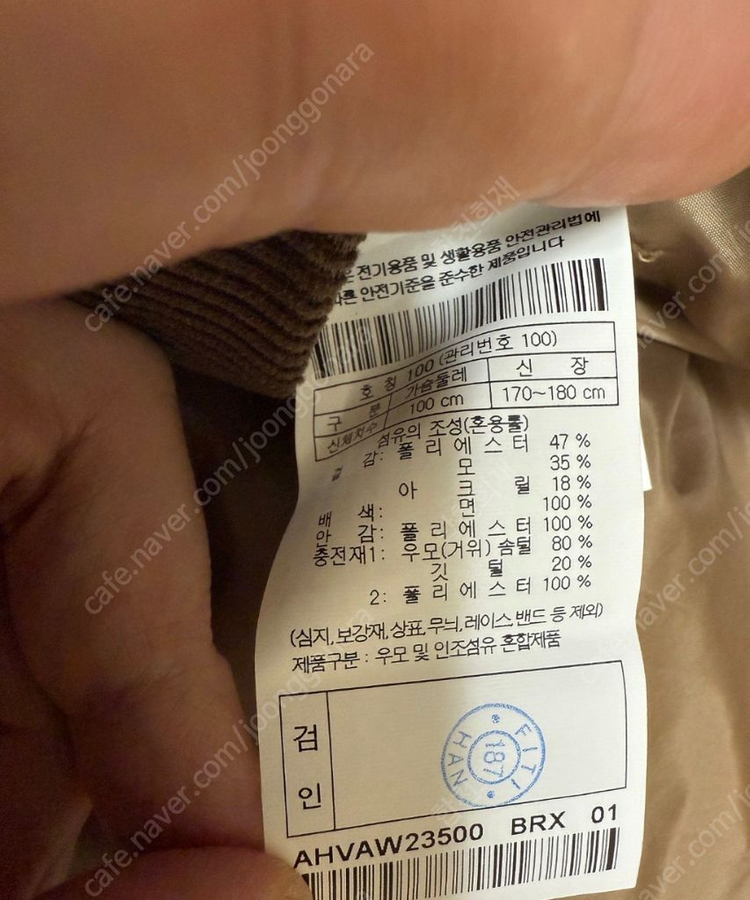 전기용품 및 생활용품 안전관리법에
따른 안전기준을 준수한 제품입니다
호 칭 100 (관리번호 100)
구 분 가슴둘레 신 장
신체치수 100 cm 170~180 cm
섬유의 조성(혼용률)
겉 감: 폴 리 에 스 터 47 %
모 35 %
아 크 릴 18 %
배 색: 면 100 %
안 감: 폴 리 에 스 터 100 %
충전재1: 우모(거위) 솜털 80 %
깃 털 20 %
2: 폴 리 에 스 터 100 %
(심지,보강재,상표,무늬,레이스,밴드 등 제외)
제품구분 : 우모 및 인조섬유 혼합제품
검 인
FITI
187
HAN
AHVAW23500 BRX 01
cafe.naver.com/joonggonara